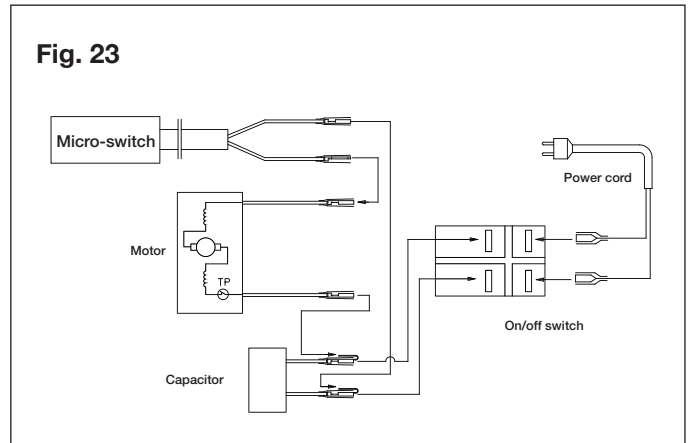 Fig. 23
Micro-switch
Power cord
Motor
TP
On/off switch
Capacitor